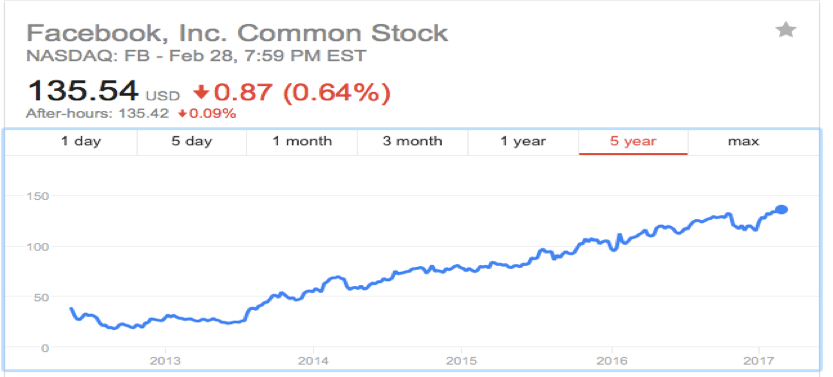 Facebook, Inc. Common Stock
NASDAQ: FB - Feb 28, 7:59 PM EST
135.54 USD 0.87 (0.64%)
After-hours: 135.42 0.09%
1 day 5 day 1 month 3 month 1 year 5 year max
150
100
50
0
2013 2014 2015 2016 2017